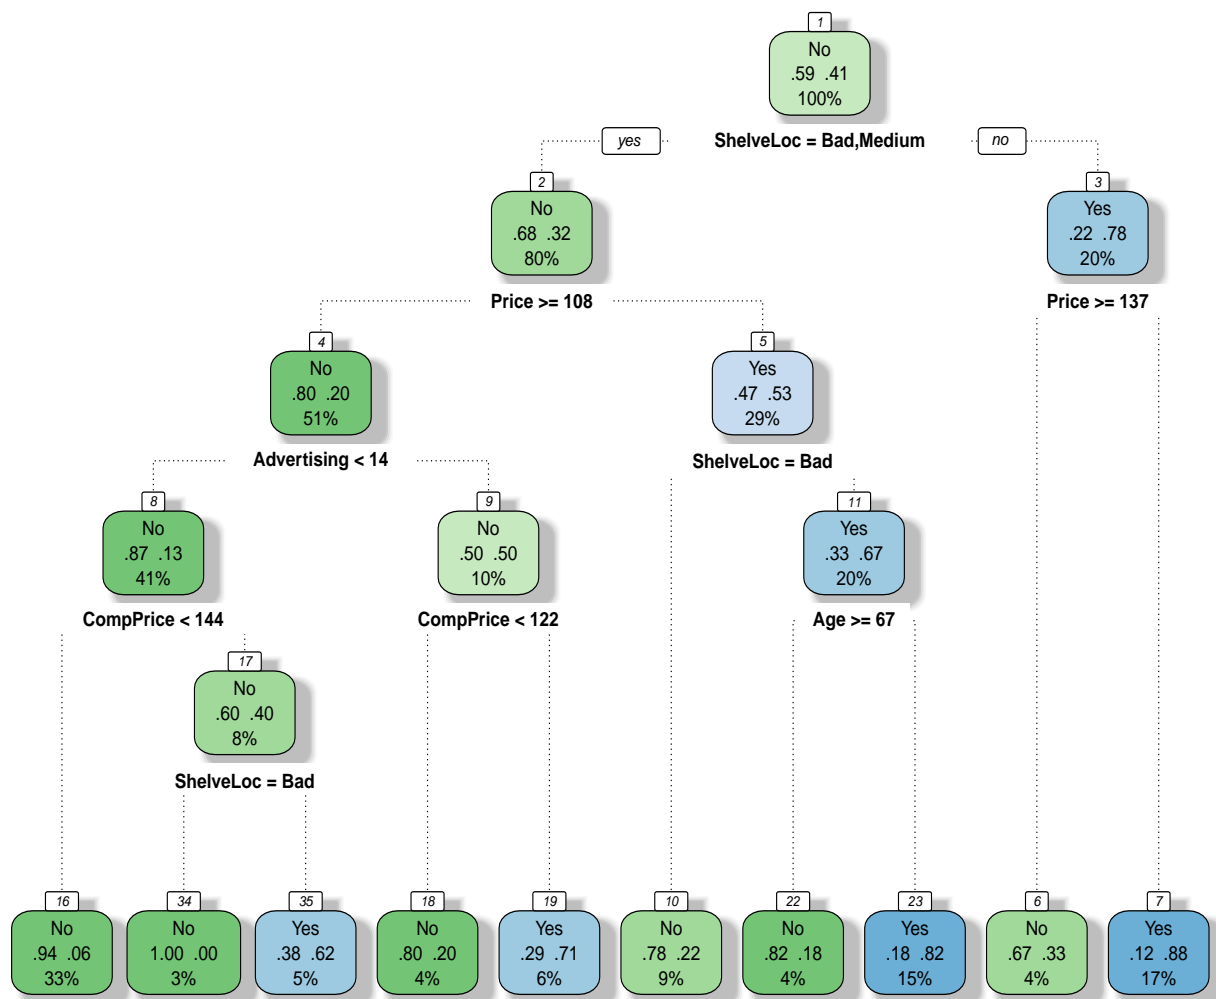 1
No
.59 .41
100%
yes ShelveLoc = Bad,Medium no
2
No
.68 .32
80%
3
Yes
.22 .78
20%
Price >= 108
Price >= 137
4
No
.80 .20
51%
5
Yes
.47 .53
29%
Advertising < 14
ShelveLoc = Bad
8
No
.87 .13
41%
9
No
.50 .50
10%
11
Yes
.33 .67
20%
CompPrice < 144
CompPrice < 122
Age >= 67
17
No
.60 .40
8%
ShelveLoc = Bad
16
No
.94 .06
33%
34
No
1.00 .00
3%
35
Yes
.38 .62
5%
18
No
.80 .20
4%
19
Yes
.29 .71
6%
10
No
.78 .22
9%
22
No
.82 .18
4%
23
Yes
.18 .82
15%
6
No
.67 .33
4%
7
Yes
.12 .88
17%